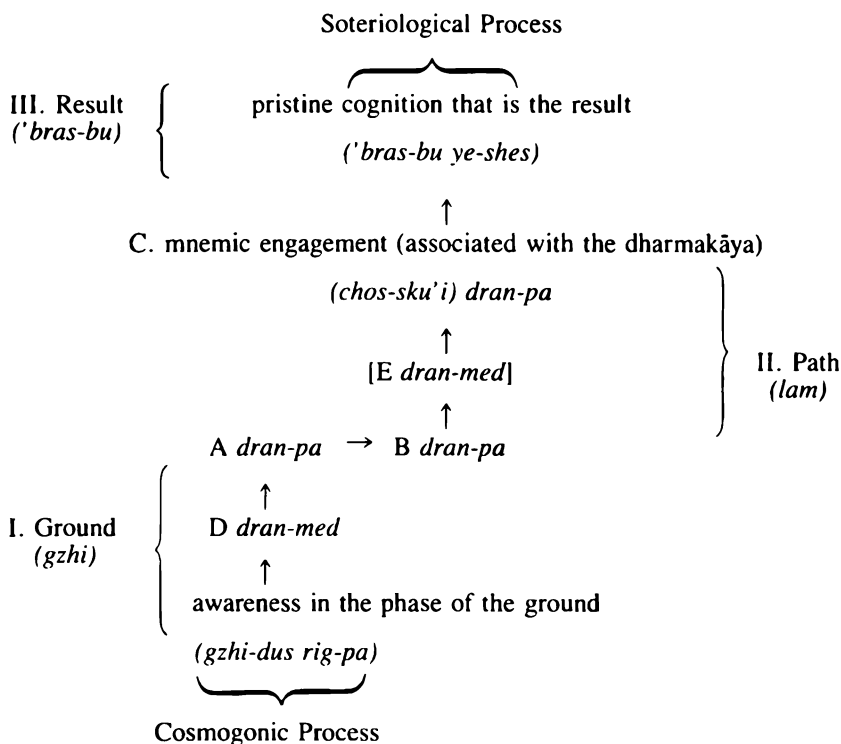 Soteriological Process
III. Result
('bras-bu)
pristine cognition that is the result
('bras-bu ye-shes)
↑
C. mnemic engagement (associated with the dharmakāya)
(chos-sku'i) dran-pa
↑
[E dran-med]
II. Path
(lam)
↑
A dran-pa → B dran-pa
↑
I. Ground
(gzhi)
D dran-med
↑
awareness in the phase of the ground
(gzhi-dus rig-pa)
Cosmogonic Process